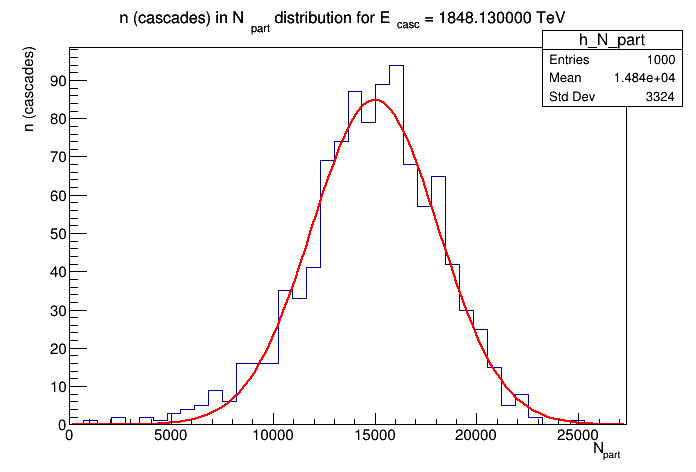 n (cascades) in N part distribution for E casc = 1848.130000 TeV
h_N_part
Entries 1000
Mean 1.484e+04
Std Dev 3324
n (cascades)
90
80
70
60
50
40
30
20
10
0
0 5000 10000 15000 20000 25000
N part